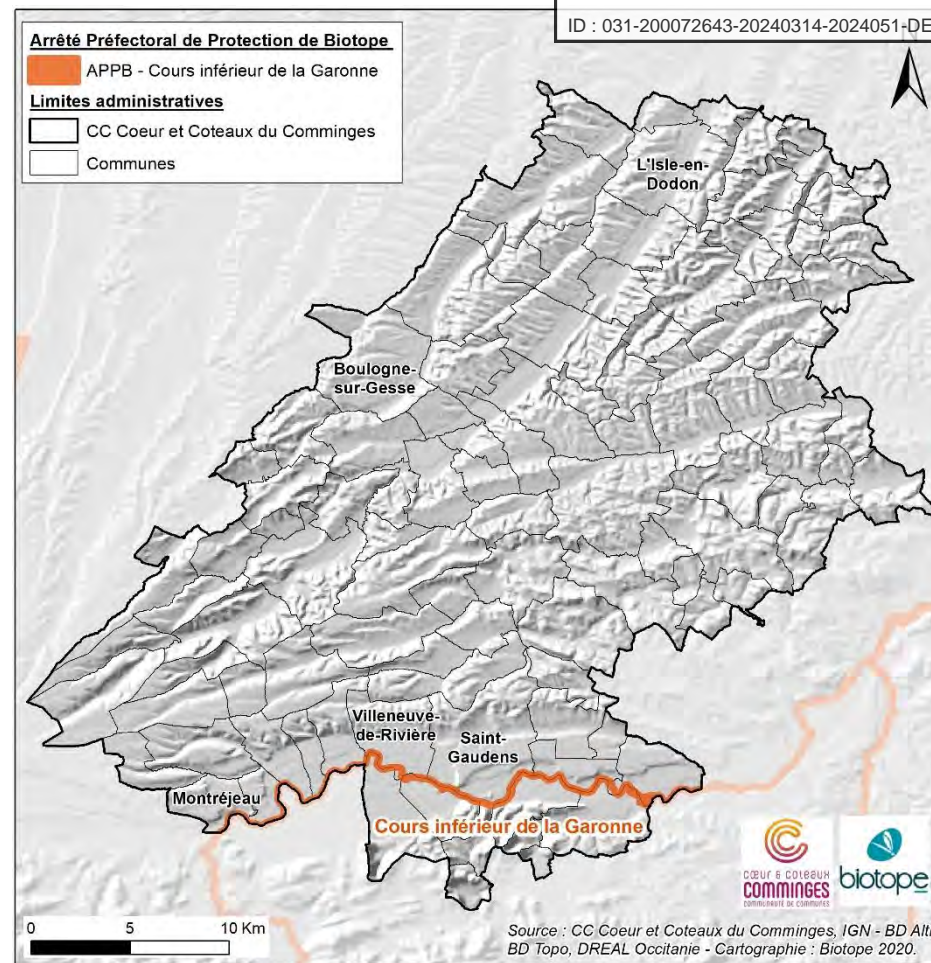 ID : 031-200072643-20240314-2024051-DE
Arrêté Préfectoral de Protection de Biotope
APPB - Cours inférieur de la Garonne
Limites administratives
CC Coeur et Coteaux du Comminges
Communes
L'Isle-en-
Dodon
Boulogne-
sur-Gesse
Villeneuve-
de-Rivière
Saint-
Gaudens
Montréjeau
Cours inférieur de la Garonne
cœur & coteaux
COMMINGES
COMMUNAUTÉ DE COMMUNES
biotope
0 5 10 Km
Source : CC Coeur et Coteaux du Comminges, IGN - BD Alti
BD Topo, DREAL Occitanie - Cartographie : Biotope 2020.